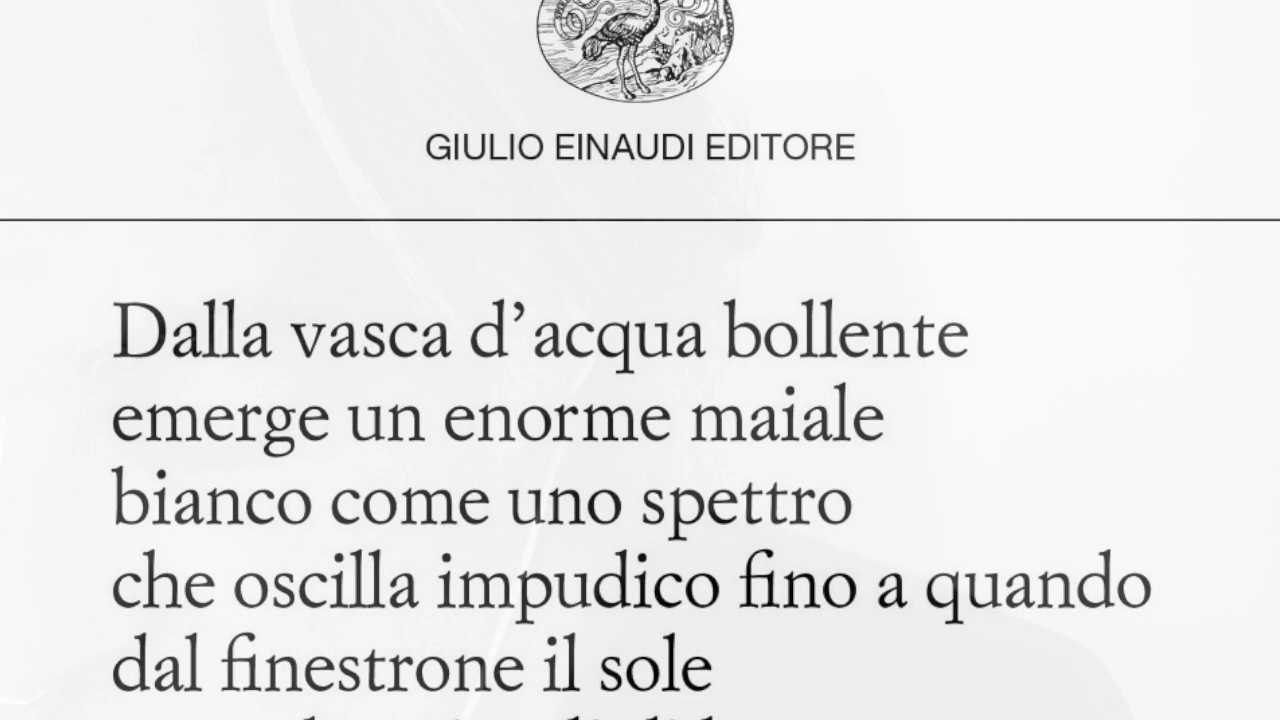 GIULIO EINAUDI EDITORE
Dalla vasca d’acqua bollente
emerge un enorme maiale
bianco come uno spettro
che oscilla impudico fino a quando
dal finestrone il sole